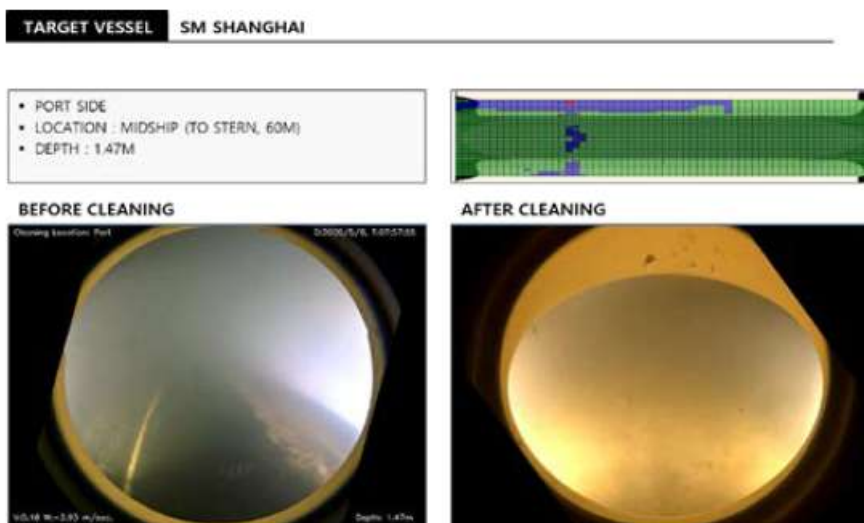 TARGET VESSEL SM SHANGHAI
• PORT SIDE
• LOCATION : MIDSHIP (TO STERN, 60M)
• DEPTH : 1.47M
BEFORE CLEANING
AFTER CLEANING
Cleaning Location: Port
Depth: 1.47m